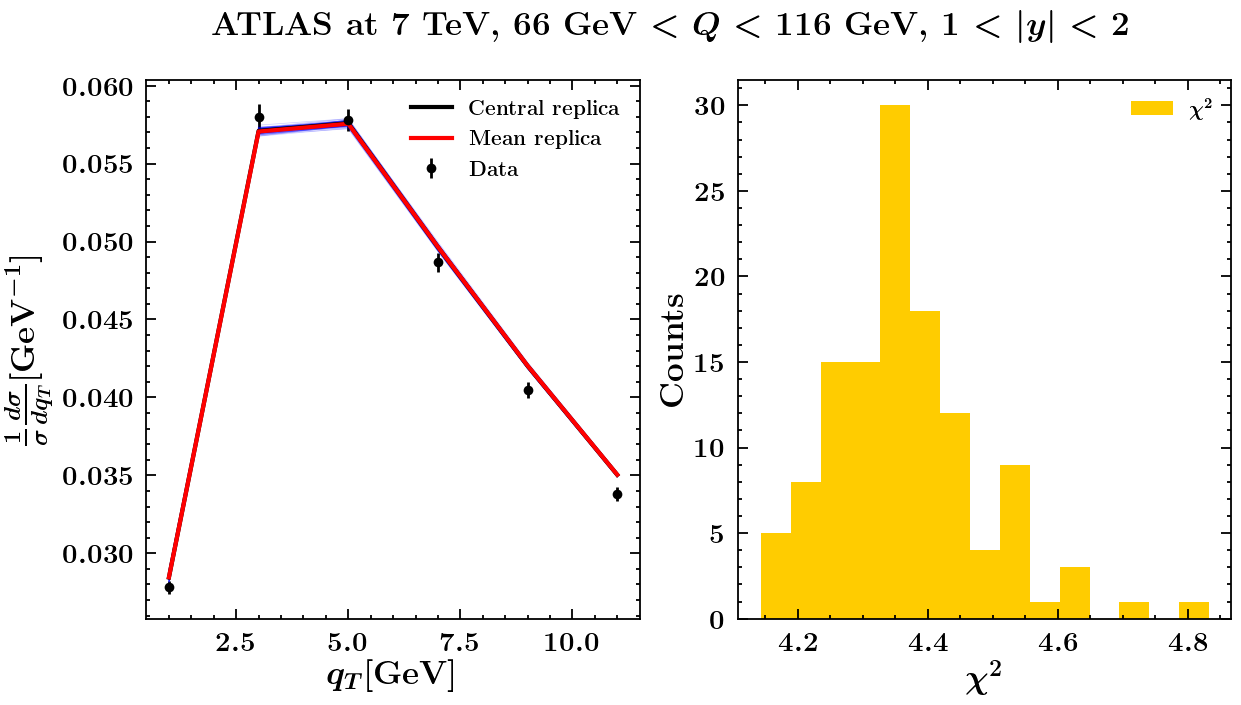 ATLAS at 7 TeV, 66 GeV < Q < 116 GeV, 1 < |y| < 2
0.060
0.055
0.050
0.045
0.040
0.035
0.030
1/σ dσ/dq_T [GeV⁻¹]
Central replica
Mean replica
Data
2.5 5.0 7.5 10.0
q_T[GeV]
30
25
20
15
10
5
0
Counts
χ²
4.2 4.4 4.6 4.8
χ²